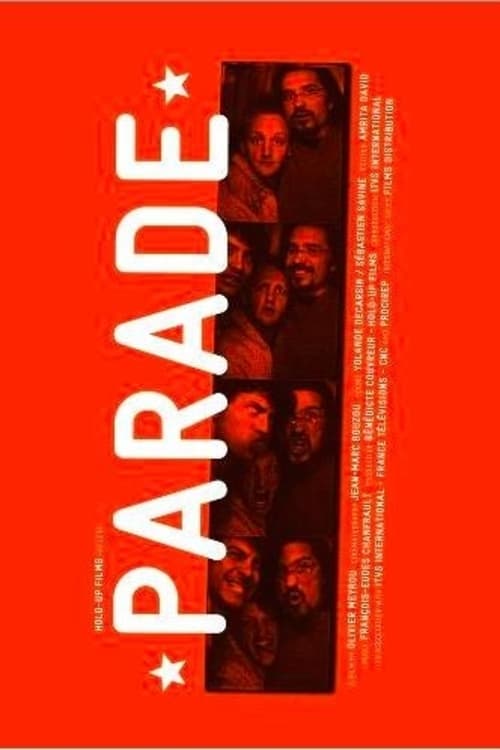 HOLD-UP FILMS
PARADE
OLIVIER MEYROU JEAN-MARC BOUZOU YOLANDE DECARSIN / SÉBASTIEN SAVINE AMRITA DAVID
FRANÇOIS-EUDES CHANFRAULT BÉNÉDICTE COUVREUR - HOLD-UP FILMS ITVS INTERNATIONAL
ITVS INTERNATIONAL - FRANCE TÉLÉVISIONS - CNC PROCIREP FILMS DISTRIBUTION